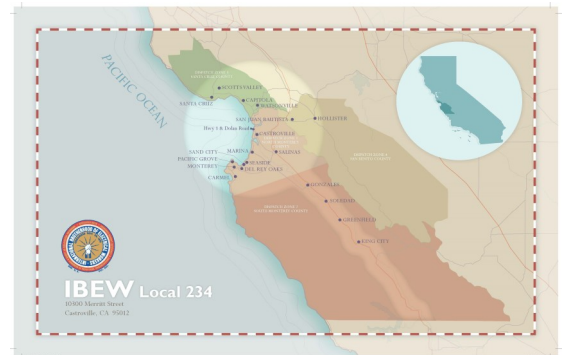 PACIFIC OCEAN
SCOTTS VALLEY
SANTA CRUZ
CAPITOLA
WATSONVILLE
SAN JUAN BAUTISTA
HOLLISTER
Hwy 1 & Dolan Road
CASTROVILLE
SAND CITY
MARINA
SALINAS
PACIFIC GROVE
SEASIDE
MONTEREY
DEL REY OAKS
CARMEL
GONZALES
SOLEDAD
GREENFIELD
KING CITY
IBEW Local 234
10300 Merritt Street
Castroville, CA 95012